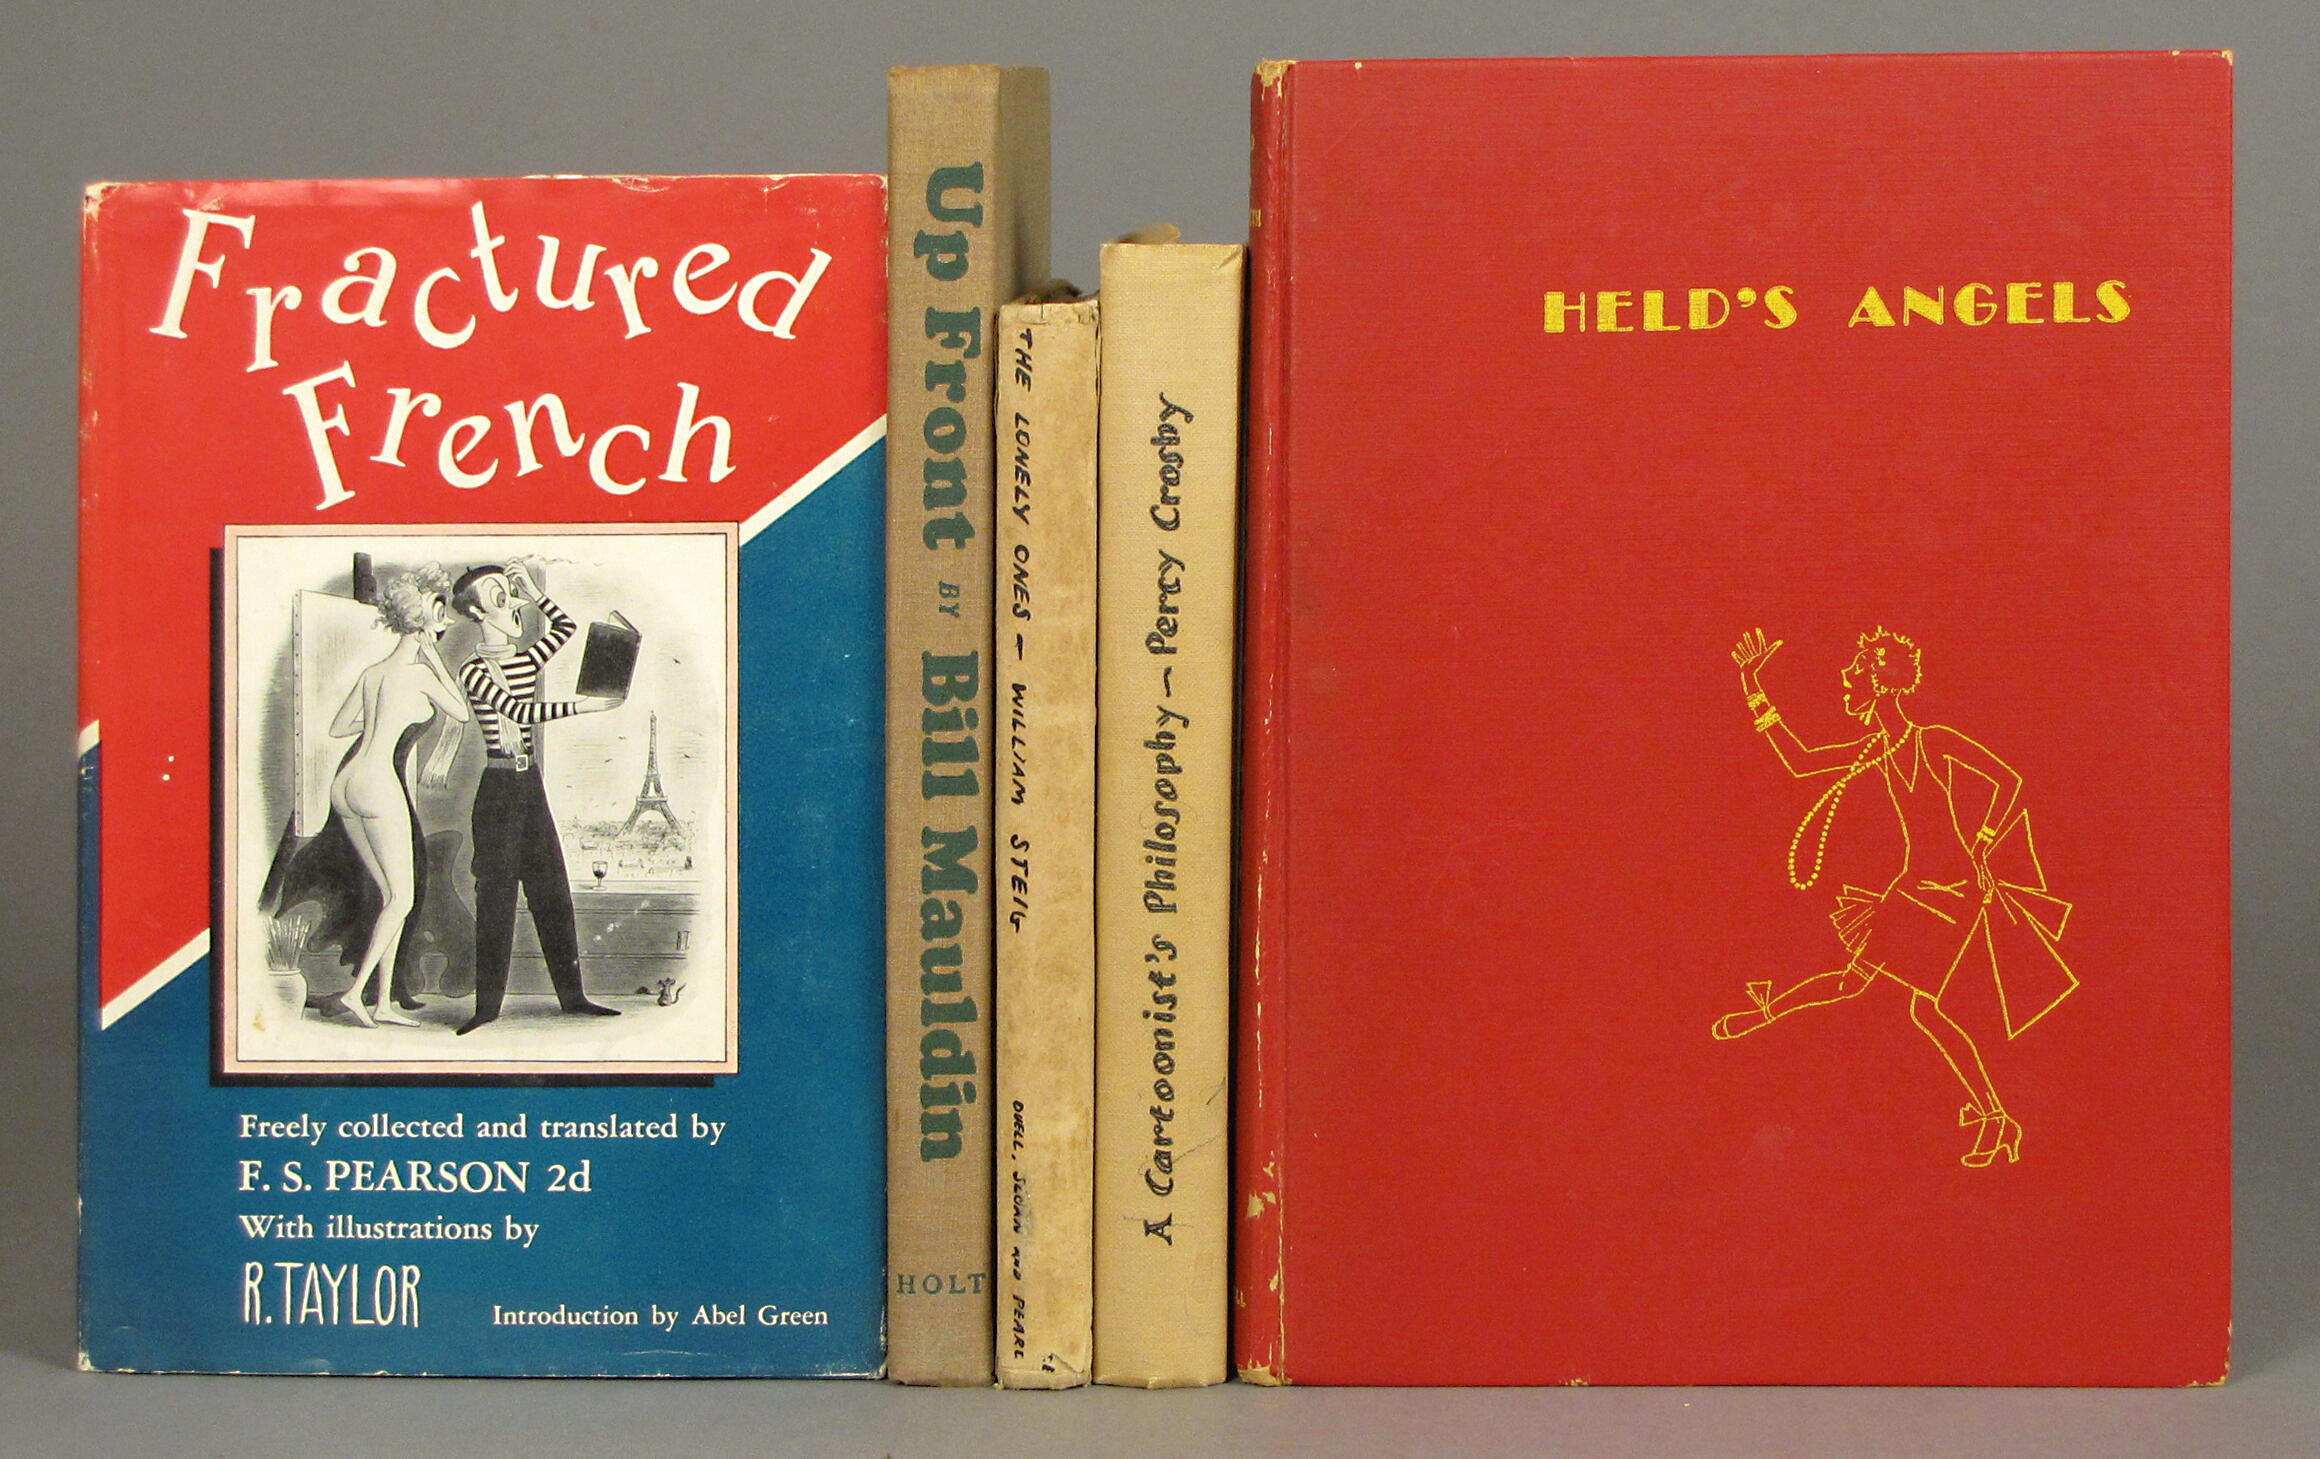 Fractured
French
Freely collected and translated by
F. S. PEARSON 2d
With illustrations by
R. TAYLOR
Introduction by Abel Green
R.T.
Up Front BY Bill Mauldin
HOLT
THE LONELY ONES — WILLIAM STEIG
DUELL, SLOAN AND PEARCE
A Cartoonist's Philosophy — Percy Crosby
HELD'S ANGELS